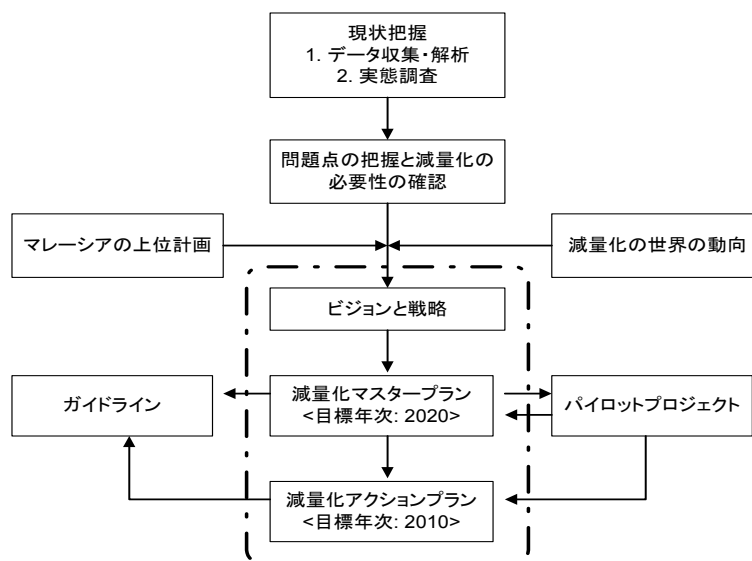 現状把握
1. データ収集・解析
2. 実態調査
問題点の把握と減量化の
必要性の確認
マレーシアの上位計画
減量化の世界の動向
ビジョンと戦略
ガイドライン
減量化マスタープラン
<目標年次: 2020>
パイロットプロジェクト
減量化アクションプラン
<目標年次: 2010>